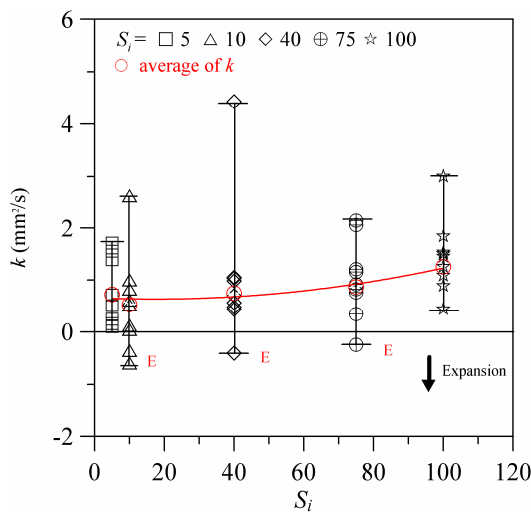 Si = 5 10 40 75 100
average of k
6
4
2
0
-2
k (mm²/s)
E
E
E
Expansion
0 20 40 60 80 100 120
Si